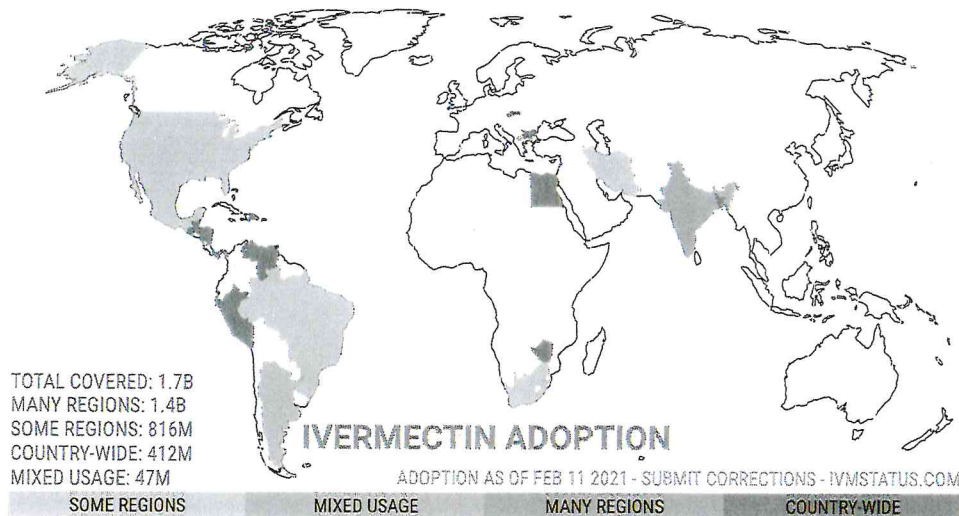 TOTAL COVERED: 1.7B
MANY REGIONS: 1.4B
SOME REGIONS: 816M
COUNTRY-WIDE: 412M
MIXED USAGE: 47M
IVERMECTIN ADOPTION
ADOPTION AS OF FEB 11 2021 - SUBMIT CORRECTIONS - IVMSTATUS.COM
SOME REGIONS MIXED USAGE MANY REGIONS COUNTRY-WIDE